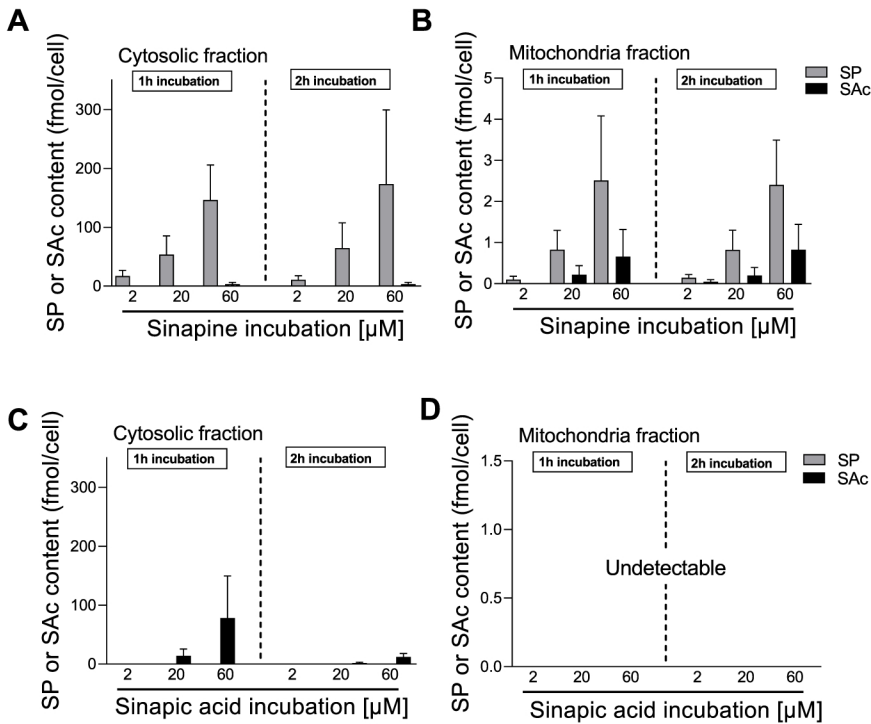 A
Cytosolic fraction
1h incubation
2h incubation
SP or SAc content (fmol/cell)
300
200
100
0
2 20 60 2 20 60
Sinapine incubation [μM]
B
Mitochondria fraction
1h incubation
2h incubation
SP
SAc
SP or SAc content (fmol/cell)
5
4
3
2
1
0
2 20 60 2 20 60
Sinapine incubation [μM]
C
Cytosolic fraction
1h incubation
2h incubation
SP or SAc content (fmol/cell)
300
200
100
0
2 20 60 2 20 60
Sinapic acid incubation [μM]
D
Mitochondria fraction
1h incubation
2h incubation
SP
SAc
SP or SAc content (fmol/cell)
1.5
1.0
0.5
0.0
Undetectable
2 20 60 2 20 60
Sinapic acid incubation [μM]